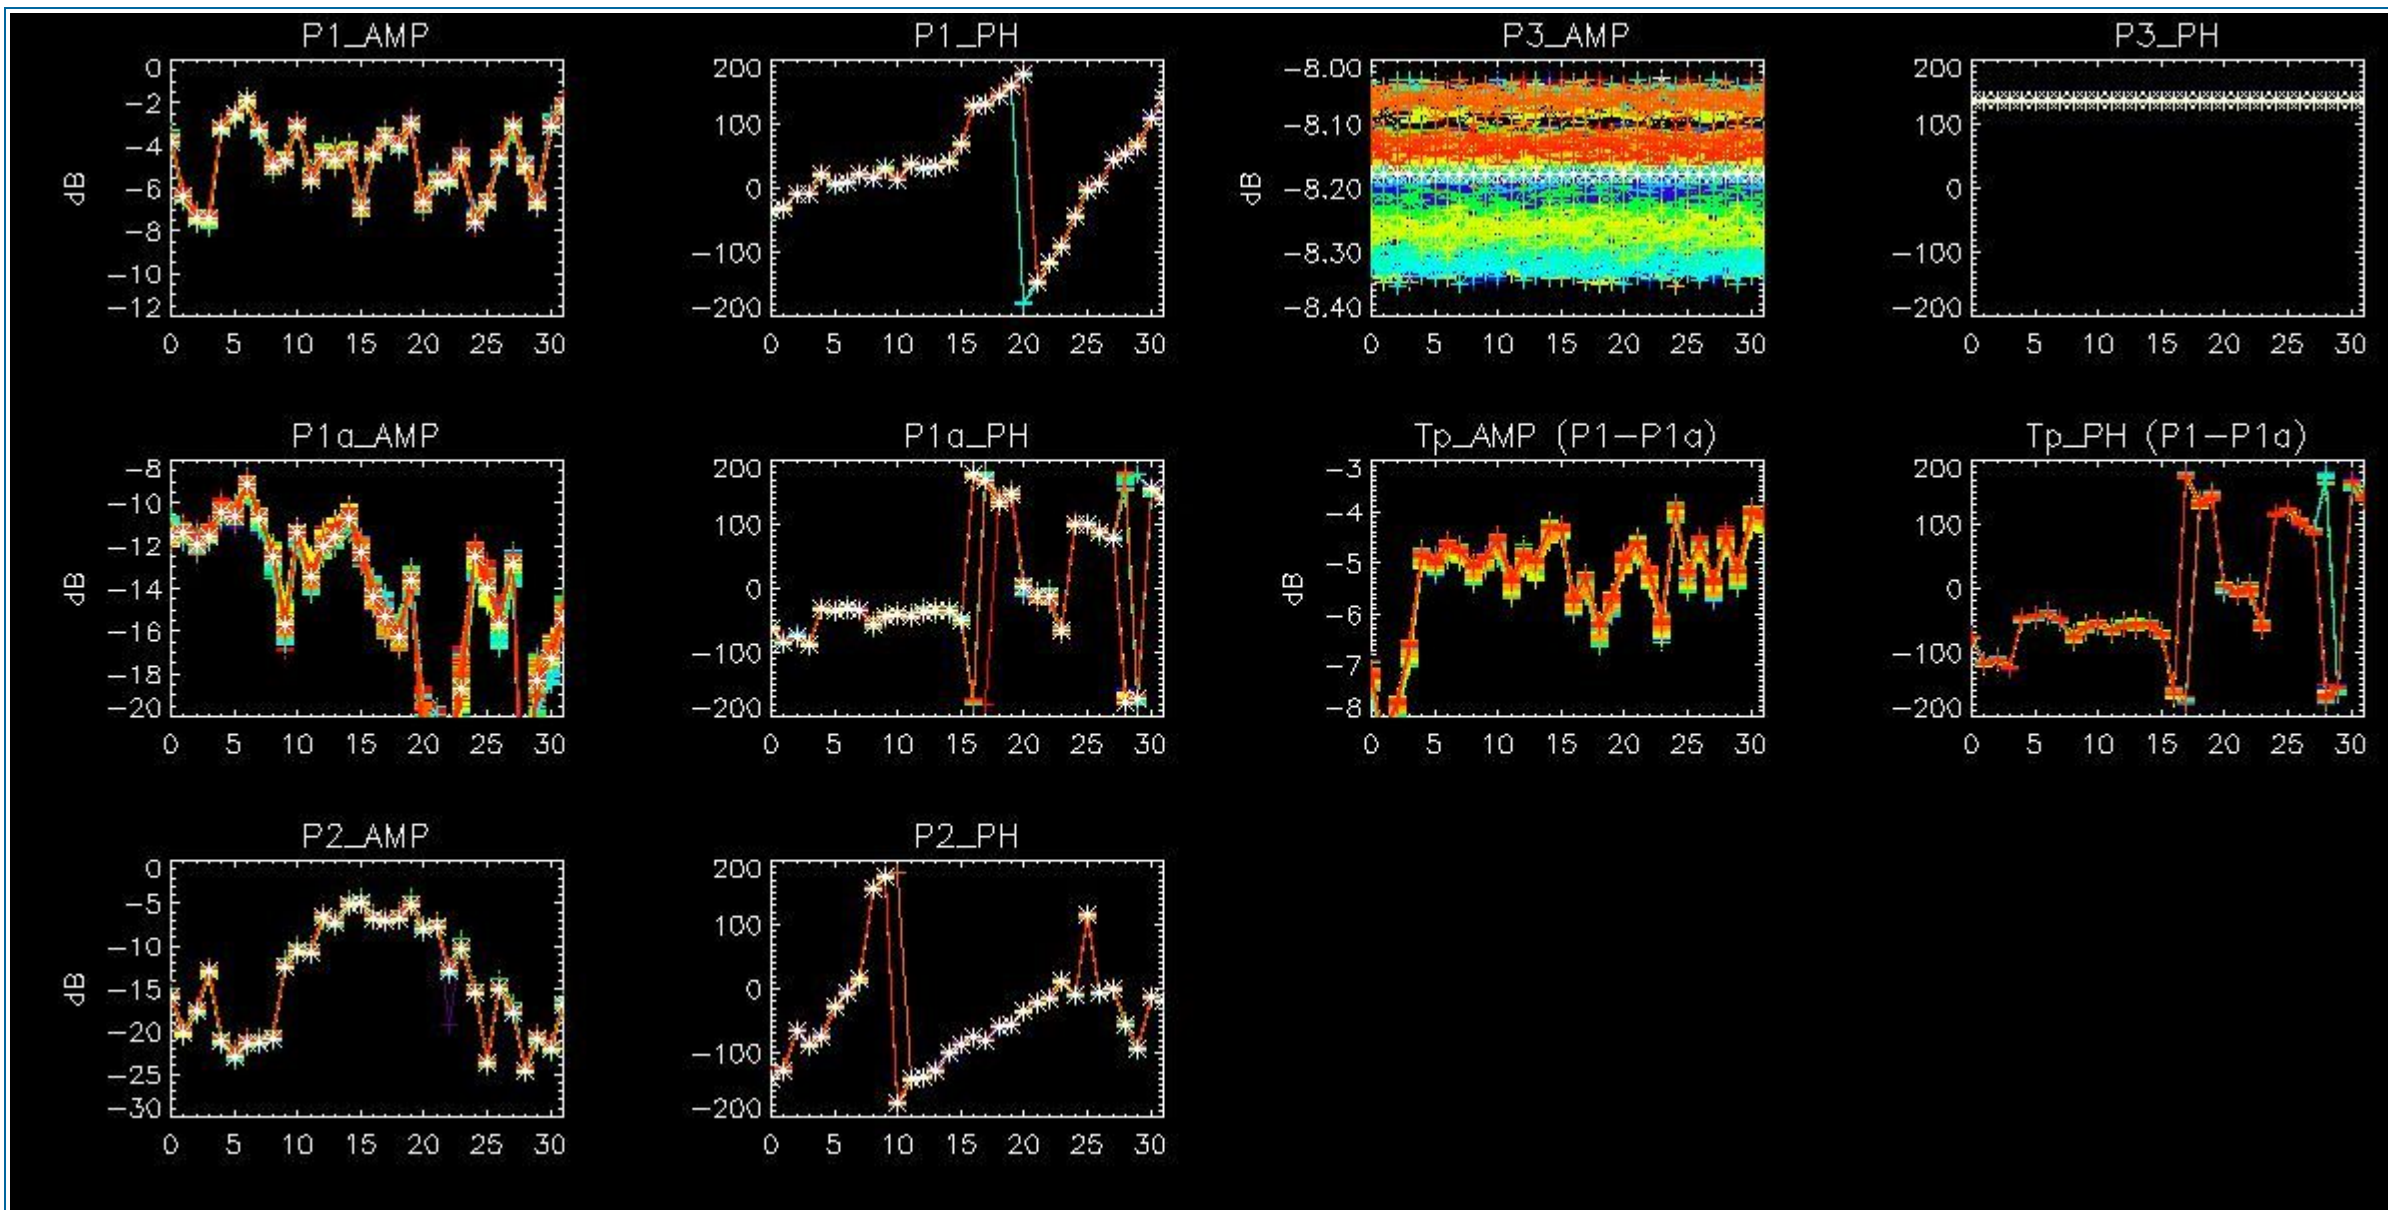 P1_AMP P1_PH P3_AMP P3_PH
0 200 −8.00 200
−2
−4 100 −8.10 100
dB −6 0 dB −8.20 0
−8
−10 −100 −8.30 −100
−12 −200 −8.40 −200
0 5 10 15 20 25 30 0 5 10 15 20 25 30 0 5 10 15 20 25 30 0 5 10 15 20 25 30
P1a_AMP P1a_PH Tp_AMP (P1−P1a) Tp_PH (P1−P1a)
−8 200 −3 200
−10 100 −4 100
−12
dB −14 0 dB −5 0
−16 −6
−18 −100 −7 −100
−20 −200 −8 −200
0 5 10 15 20 25 30 0 5 10 15 20 25 30 0 5 10 15 20 25 30 0 5 10 15 20 25 30
P2_AMP P2_PH
0 200
−5 100
−10
dB −15 0
−20 −100
−25
−30 −200
0 5 10 15 20 25 30 0 5 10 15 20 25 30